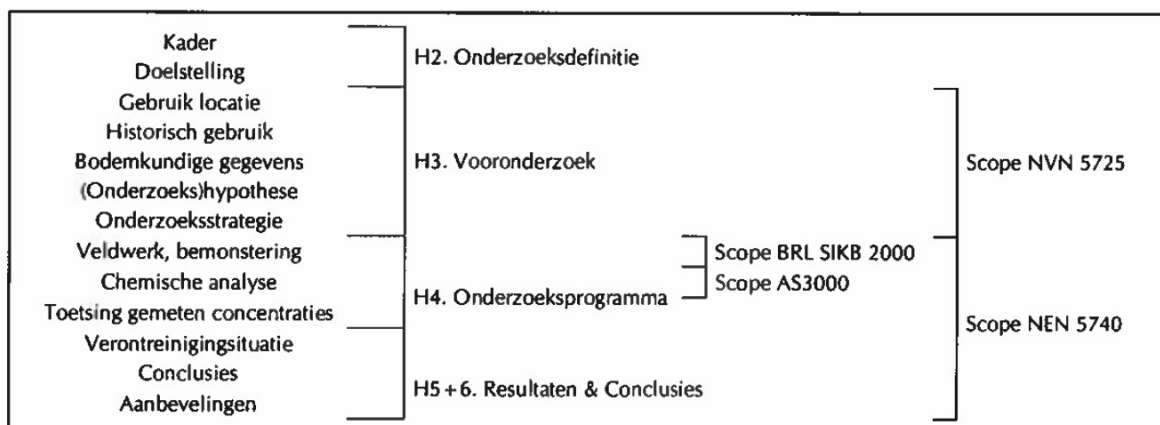 Kader
Doelstelling
Gebruik locatie
Historisch gebruik
Bodemkundige gegevens
(Onderzoeks)hypothese
Onderzoeksstrategie
Veldwerk, bemonstering
Chemische analyse
Toetsing gemeten concentraties
Verontreinigingsituatie
Conclusies
Aanbevelingen
H2. Onderzoeksdefinitie
H3. Vooronderzoek
H4. Onderzoeksprogramma
H5+6. Resultaten & Conclusies
Scope BRL SIKB 2000
Scope AS3000
Scope NVN 5725
Scope NEN 5740